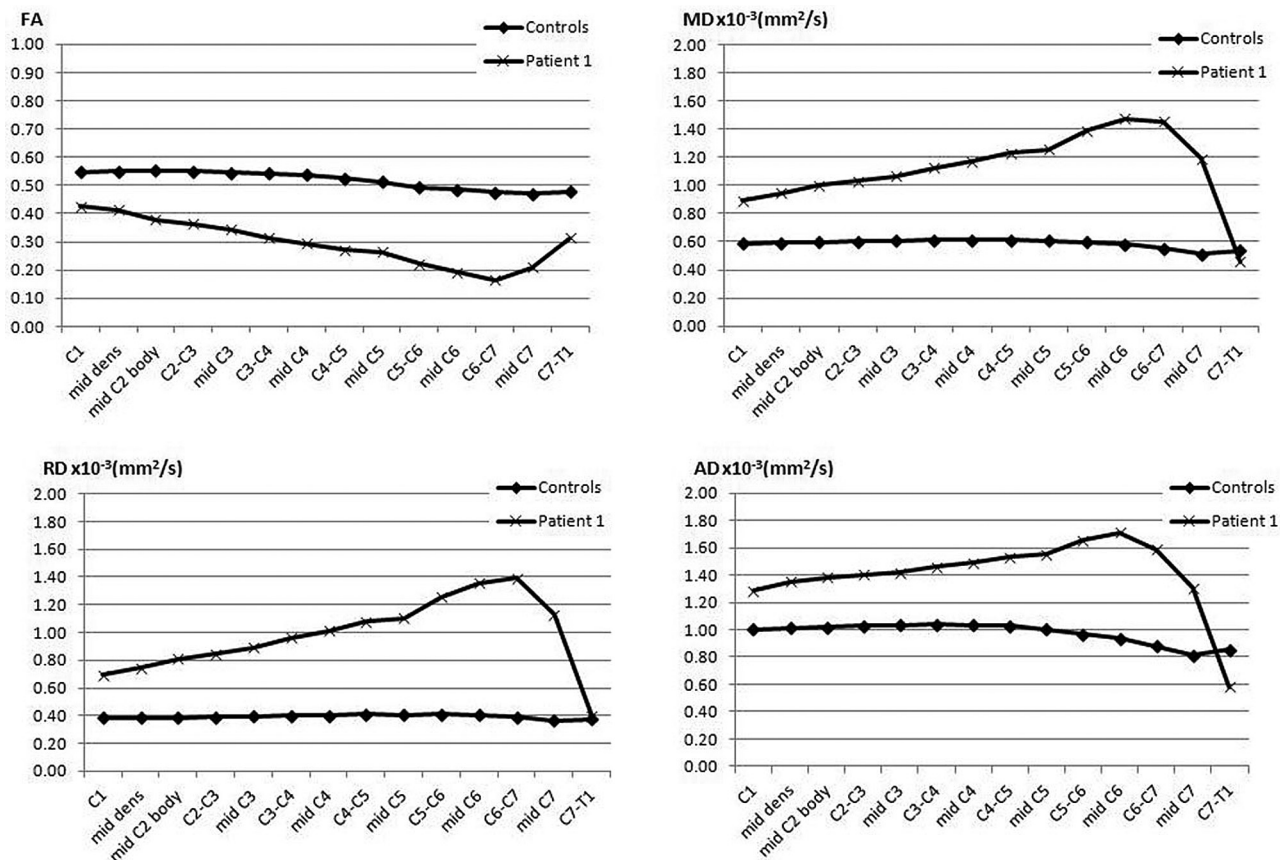 FA
Controls
Patient 1
1.00
0.90
0.80
0.70
0.60
0.50
0.40
0.30
0.20
0.10
0.00
C1
mid dens
mid C2 body
C2-C3
mid C3
C3-C4
mid C4
C4-C5
mid C5
C5-C6
mid C6
C6-C7
mid C7
C7-T1
MD x10⁻³(mm²/s)
Controls
Patient 1
2.00
1.80
1.60
1.40
1.20
1.00
0.80
0.60
0.40
0.20
0.00
C1
mid dens
mid C2 body
C2-C3
mid C3
C3-C4
mid C4
C4-C5
mid C5
C5-C6
mid C6
C6-C7
mid C7
C7-T1
RD x10⁻³(mm²/s)
Controls
Patient 1
2.00
1.80
1.60
1.40
1.20
1.00
0.80
0.60
0.40
0.20
0.00
C1
mid dens
mid C2 body
C2-C3
mid C3
C3-C4
mid C4
C4-C5
mid C5
C5-C6
mid C6
C6-C7
mid C7
C7-T1
AD x10⁻³(mm²/s)
Controls
Patient 1
2.00
1.80
1.60
1.40
1.20
1.00
0.80
0.60
0.40
0.20
0.00
C1
mid dens
mid C2 body
C2-C3
mid C3
C3-C4
mid C4
C4-C5
mid C5
C5-C6
mid C6
C6-C7
mid C7
C7-T1